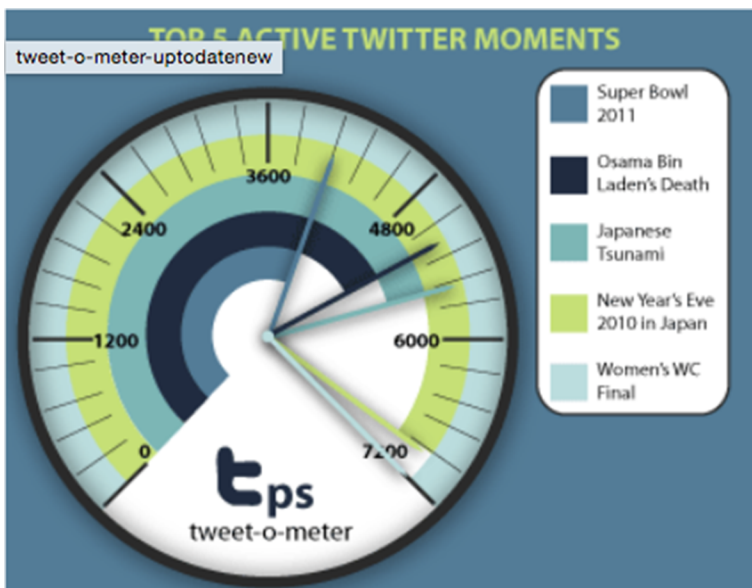 TOP 5 ACTIVE TWITTER MOMENTS
tweet-o-meter-uptodatenew
Super Bowl
2011
Osama Bin
Laden's Death
Japanese
Tsunami
New Year's Eve
2010 in Japan
Women's WC
Final
3600
2400
4800
1200
6000
0
7200
tps
tweet-o-meter